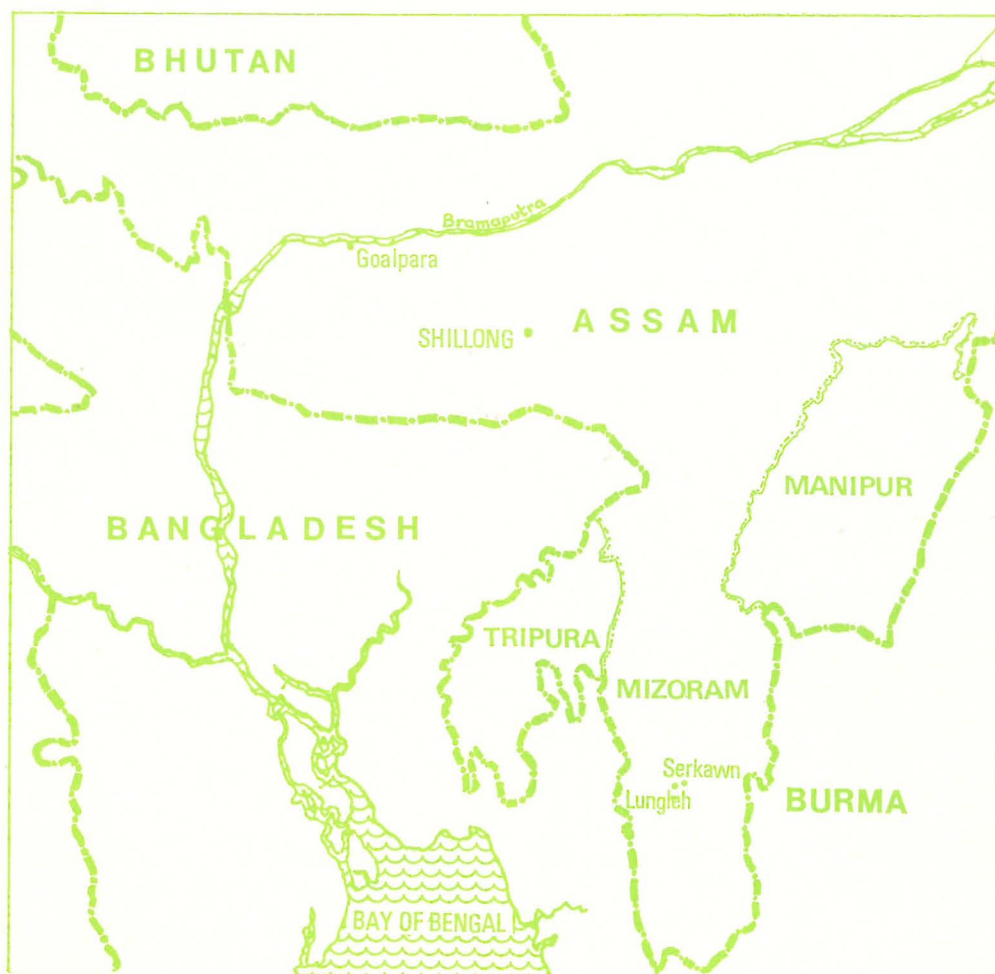 BHUTAN
Bramaputra
Goalpara
SHILLONG
ASSAM
MANIPUR
BANGLADESH
TRIPURA
MIZORAM
Serkawn
Lungleh
BURMA
BAY OF BENGAL